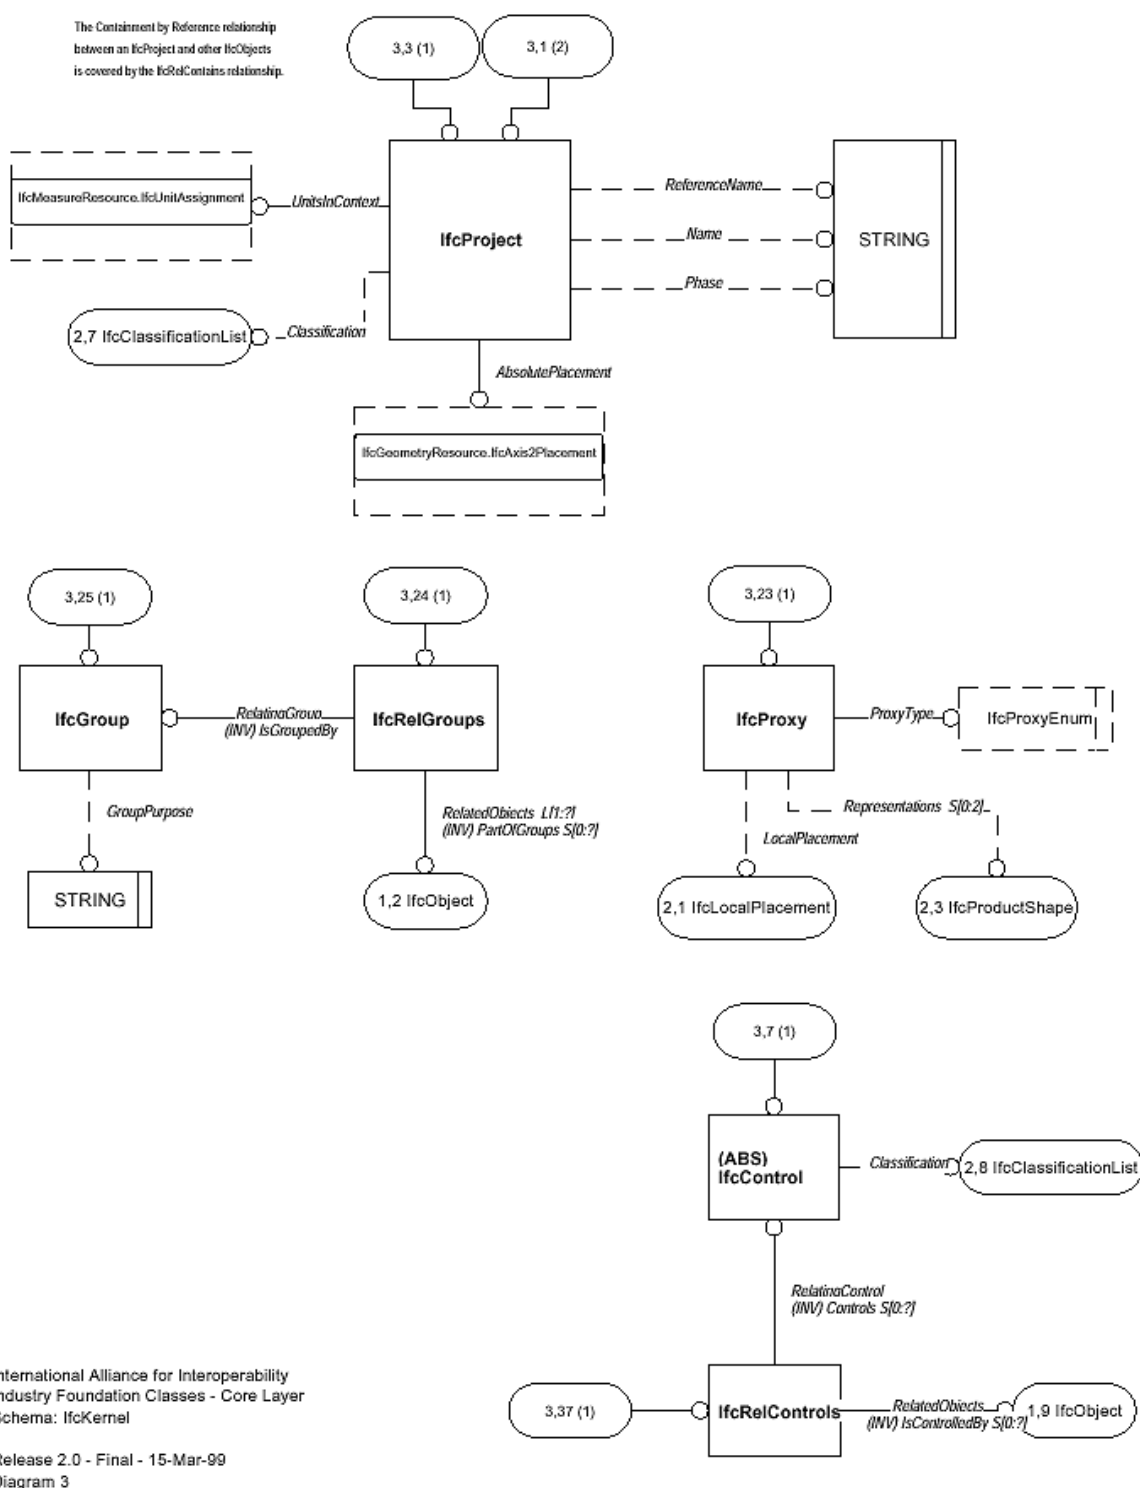 The Containment by Reference relationship
between an IfcProject and other IfcObjects
is covered by the IfcRelContains relationship.
3,3 (1)
3,1 (2)
IfcMeasureResource.IfcUnitAssignment
UnitsInContext
IfcProject
ReferenceName
Name
Phase
STRING
2,7 IfcClassificationList
Classification
AbsolutePlacement
IfcGeometryResource.IfcAxis2Placement
3,25 (1)
3,24 (1)
3,23 (1)
IfcGroup
RelatingGroup
(INV) IsGroupedBy
IfcRelGroups
IfcProxy
ProxyType
IfcProxyEnum
GroupPurpose
RelatedObjects L[1:?]
(INV) PartOfGroups S[0:?]
Representations S[0:2]
LocalPlacement
STRING
1,2 IfcObject
2,1 IfcLocalPlacement
2,3 IfcProductShape
3,7 (1)
(ABS)
IfcControl
Classification
2,8 IfcClassificationList
RelatingControl
(INV) Controls S[0:?]
3,37 (1)
IfcRelControls
RelatedObjects
(INV) IsControlledBy S[0:?]
1,9 IfcObject
nternational Alliance for Interoperability
ndustry Foundation Classes - Core Layer
Schema: IfcKernel
Release 2.0 - Final - 15-Mar-99
Diagram 3